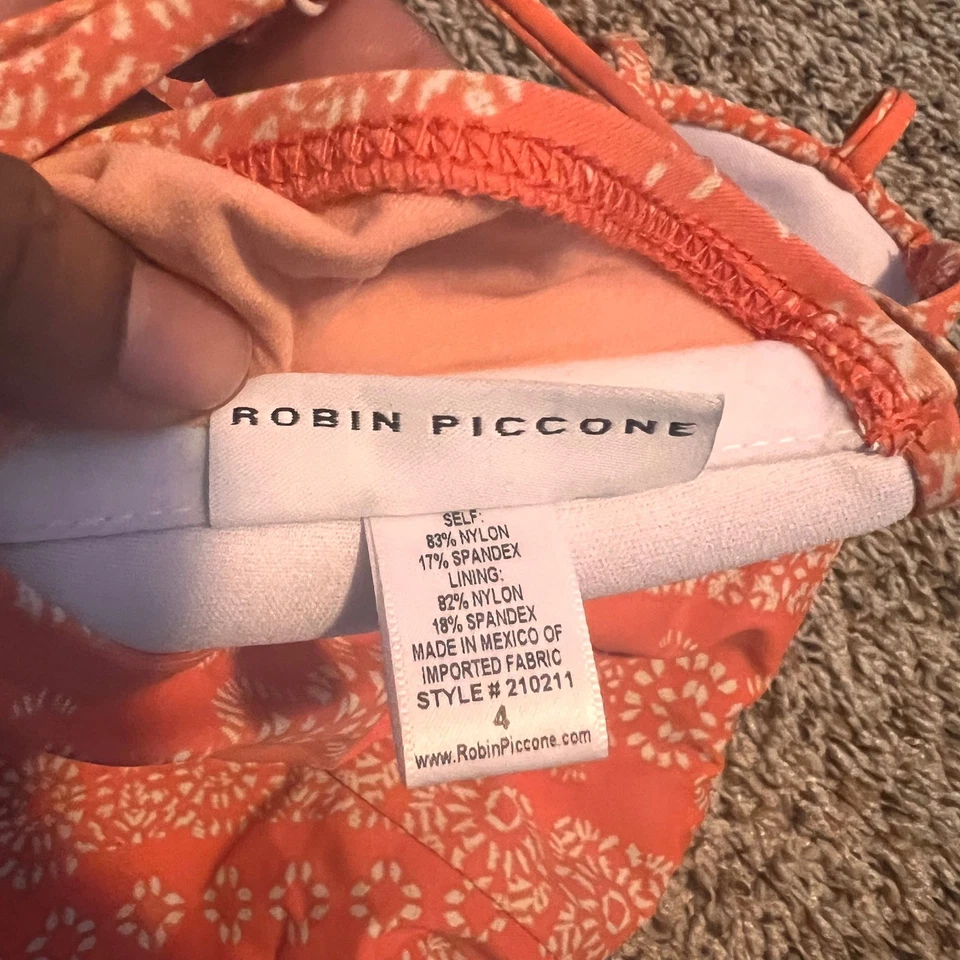 ROBIN PICCONE
SELF:
83% NYLON
17% SPANDEX
LINING:
82% NYLON
18% SPANDEX
MADE IN MEXICO OF
IMPORTED FABRIC
STYLE # 210211
4
www.RobinPiccone.com